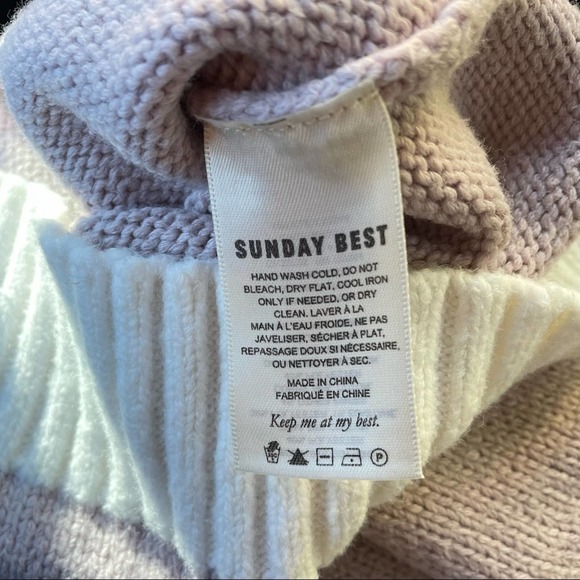 SUNDAY BEST
HAND WASH COLD, DO NOT
BLEACH, DRY FLAT, COOL IRON
ONLY IF NEEDED, OR DRY
CLEAN. LAVER À LA
MAIN À L'EAU FROIDE, NE PAS
JAVELISER, SÉCHER À PLAT,
REPASSAGE DOUX SI NÉCESSAIRE,
OU NETTOYER À SEC.
MADE IN CHINA
FABRIQUÉ EN CHINE
Keep me at my best.
P